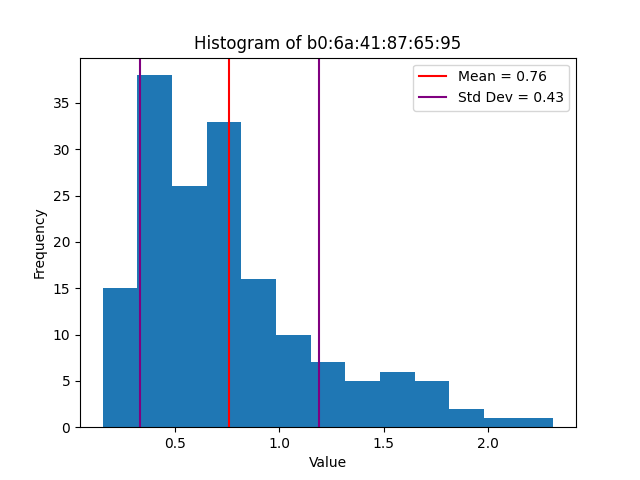 Histogram of b0:6a:41:87:65:95
Mean = 0.76
Std Dev = 0.43
Frequency
35
30
25
20
15
10
5
0
0.5 1.0 1.5 2.0
Value